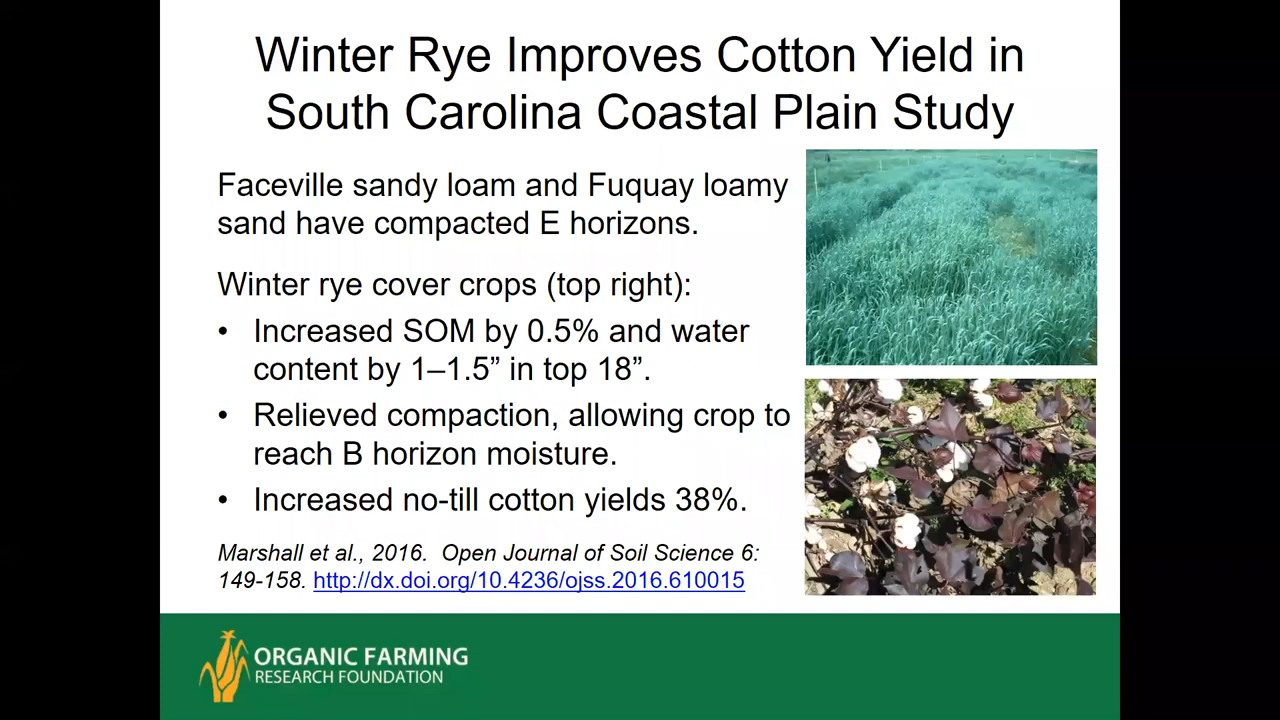 Winter Rye Improves Cotton Yield in
South Carolina Coastal Plain Study
Faceville sandy loam and Fuquay loamy
sand have compacted E horizons.
Winter rye cover crops (top right):
• Increased SOM by 0.5% and water
content by 1–1.5” in top 18”.
• Relieved compaction, allowing crop to
reach B horizon moisture.
• Increased no-till cotton yields 38%.
Marshall et al., 2016. Open Journal of Soil Science 6:
149-158. http://dx.doi.org/10.4236/ojss.2016.610015
ORGANIC FARMING
RESEARCH FOUNDATION